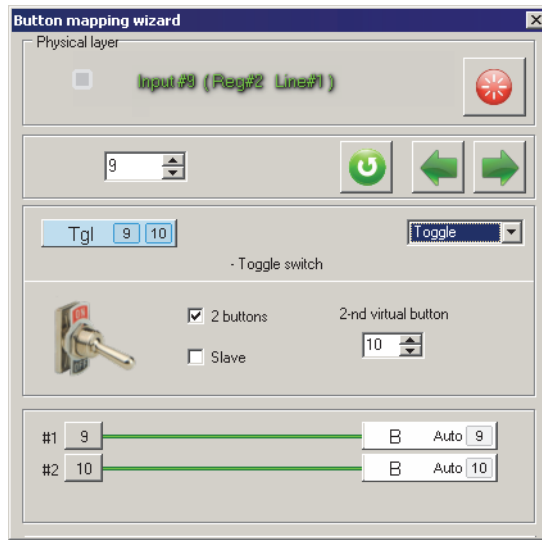 Button mapping wizard
Physical layer
Input#9 (Reg#2 Line#1)
9
Tgl 9 10
Toggle
- Toggle switch
2 buttons
2-nd virtual button
10
Slave
#1 9 B Auto 9
#2 10 B Auto 10